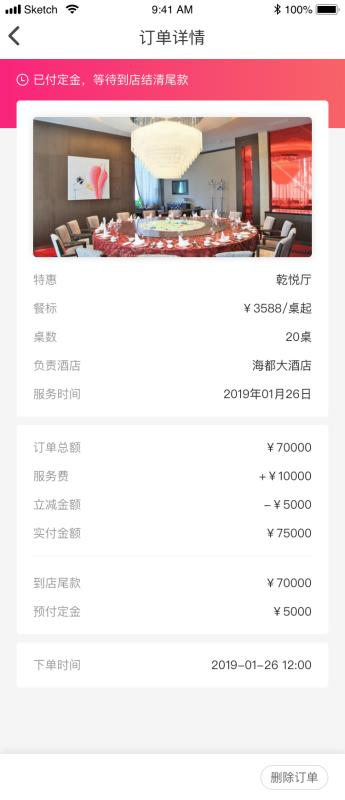 Sketch 9:41 AM 100%
订单详情
已付定金，等待到店结清尾款
特惠 乾悦厅
餐标 ￥3588/桌起
桌数 20桌
负责酒店 海都大酒店
服务时间 2019年01月26日
订单总额 ￥70000
服务费 +￥10000
立减金额 -￥5000
实付金额 ￥75000
到店尾款 ￥70000
预付定金 ￥5000
下单时间 2019-01-26 12:00
删除订单